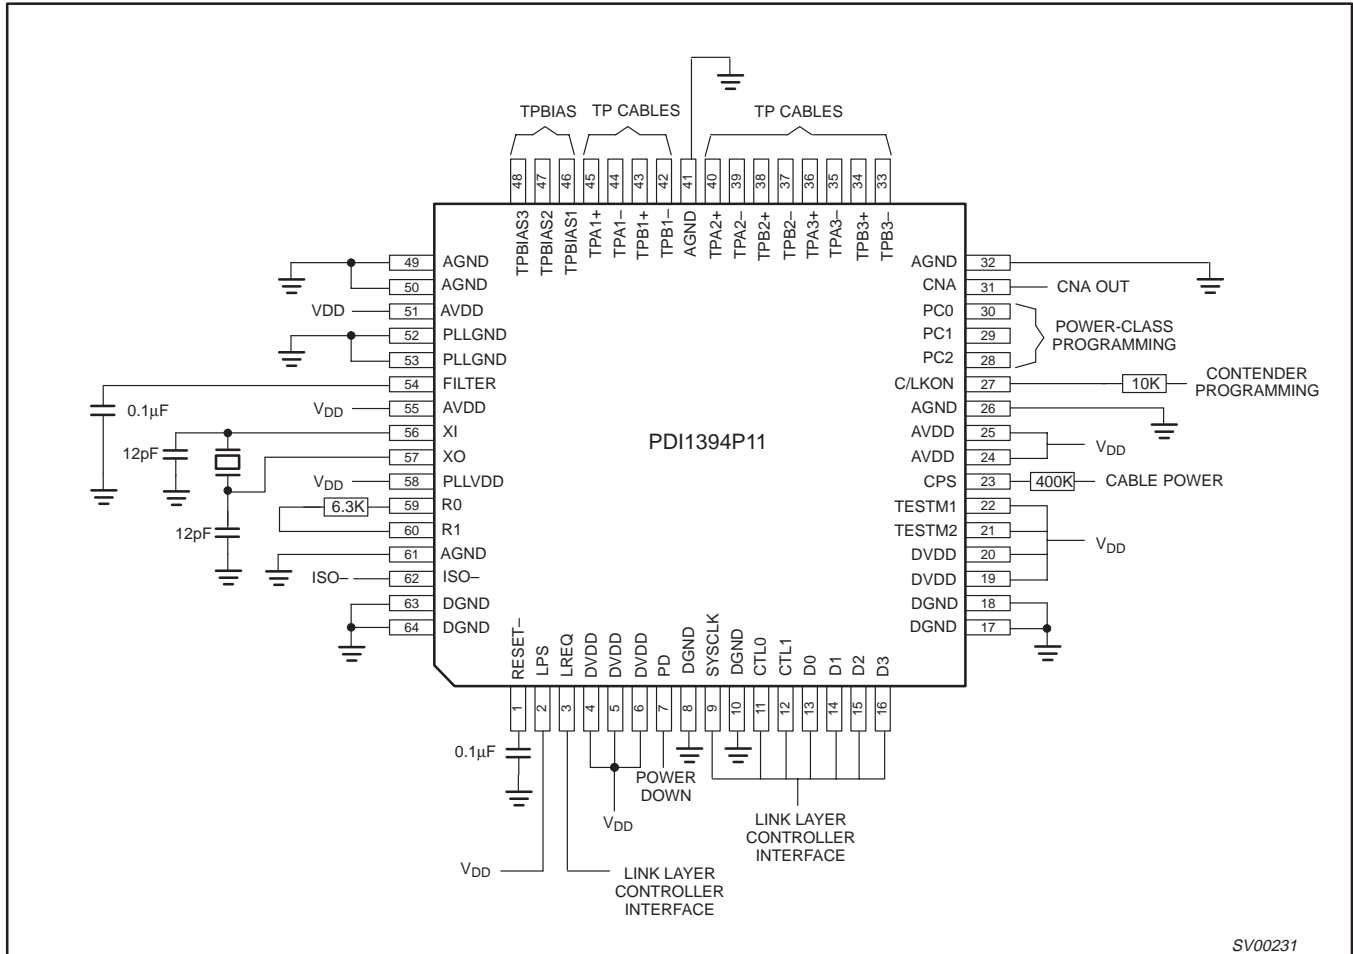 TPBIAS TP CABLES TP CABLES
48 47 46 45 44 43 42 41 40 39 38 37 36 35 34 33
TPBIAS3 TPBIAS2 TPBIAS1 TPA1+ TPA1– TPB1+ TPB1– AGND TPA2+ TPA2– TPB2+ TPB2– TPA3+ TPA3– TPB3+ TPB3–
49 AGND
50 AGND
VDD 51 AVDD
52 PLLGND
53 PLLGND
54 FILTER
0.1µF
VDD 55 AVDD
56 XI
12pF
57 XO
VDD 58 PLLVDD
6.3K 59 R0
60 R1
12pF
61 AGND
ISO– 62 ISO–
63 DGND
64 DGND
PDI1394P11
AGND 32
CNA 31 CNA OUT
PC0 30
PC1 29
PC2 28
POWER-CLASS
PROGRAMMING
C/LKON 27 10K
CONTENDER
PROGRAMMING
AGND 26
AVDD 25
AVDD 24
VDD
CPS 23 400K CABLE POWER
TESTM1 22
TESTM2 21
DVDD 20
DVDD 19
VDD
DGND 18
DGND 17
RESET– LPS LREQ DVDD DVDD DVDD PD DGND SYSCLK DGND CTL0 CTL1 D0 D1 D2 D3
1 2 3 4 5 6 7 8 9 10 11 12 13 14 15 16
0.1µF
POWER
DOWN
VDD
LINK LAYER
CONTROLLER
INTERFACE
VDD
LINK LAYER
CONTROLLER
INTERFACE
SV00231